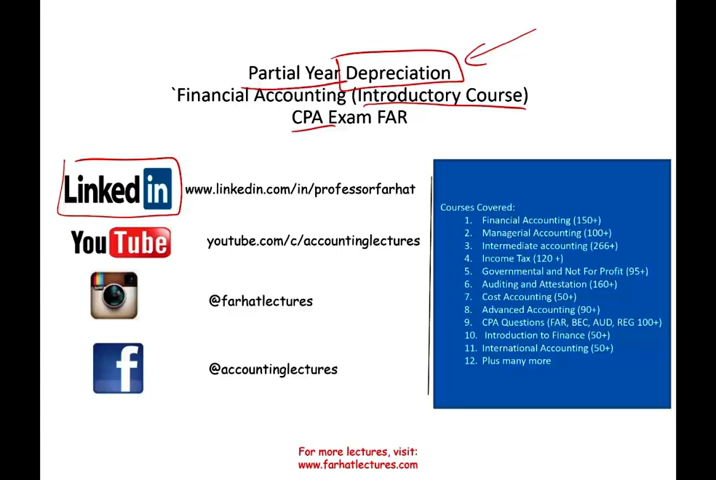 Partial Year Depreciation
`Financial Accounting (Introductory Course)
CPA Exam FAR
Linked in
www.linkedin.com/in/professorfarhat
You Tube
youtube.com/c/accountinglectures
@farhatlectures
f
@accountinglectures
Courses Covered:
1. Financial Accounting (150+)
2. Managerial Accounting (100+)
3. Intermediate accounting (266+)
4. Income Tax (120 +)
5. Governmental and Not For Profit (95+)
6. Auditing and Attestation (160+)
7. Cost Accounting (50+)
8. Advanced Accounting (90+)
9. CPA Questions (FAR, BEC, AUD, REG 100+)
10. Introduction to Finance (50+)
11. International Accounting (50+)
12. Plus many more
For more lectures, visit:
www.farhatlectures.com